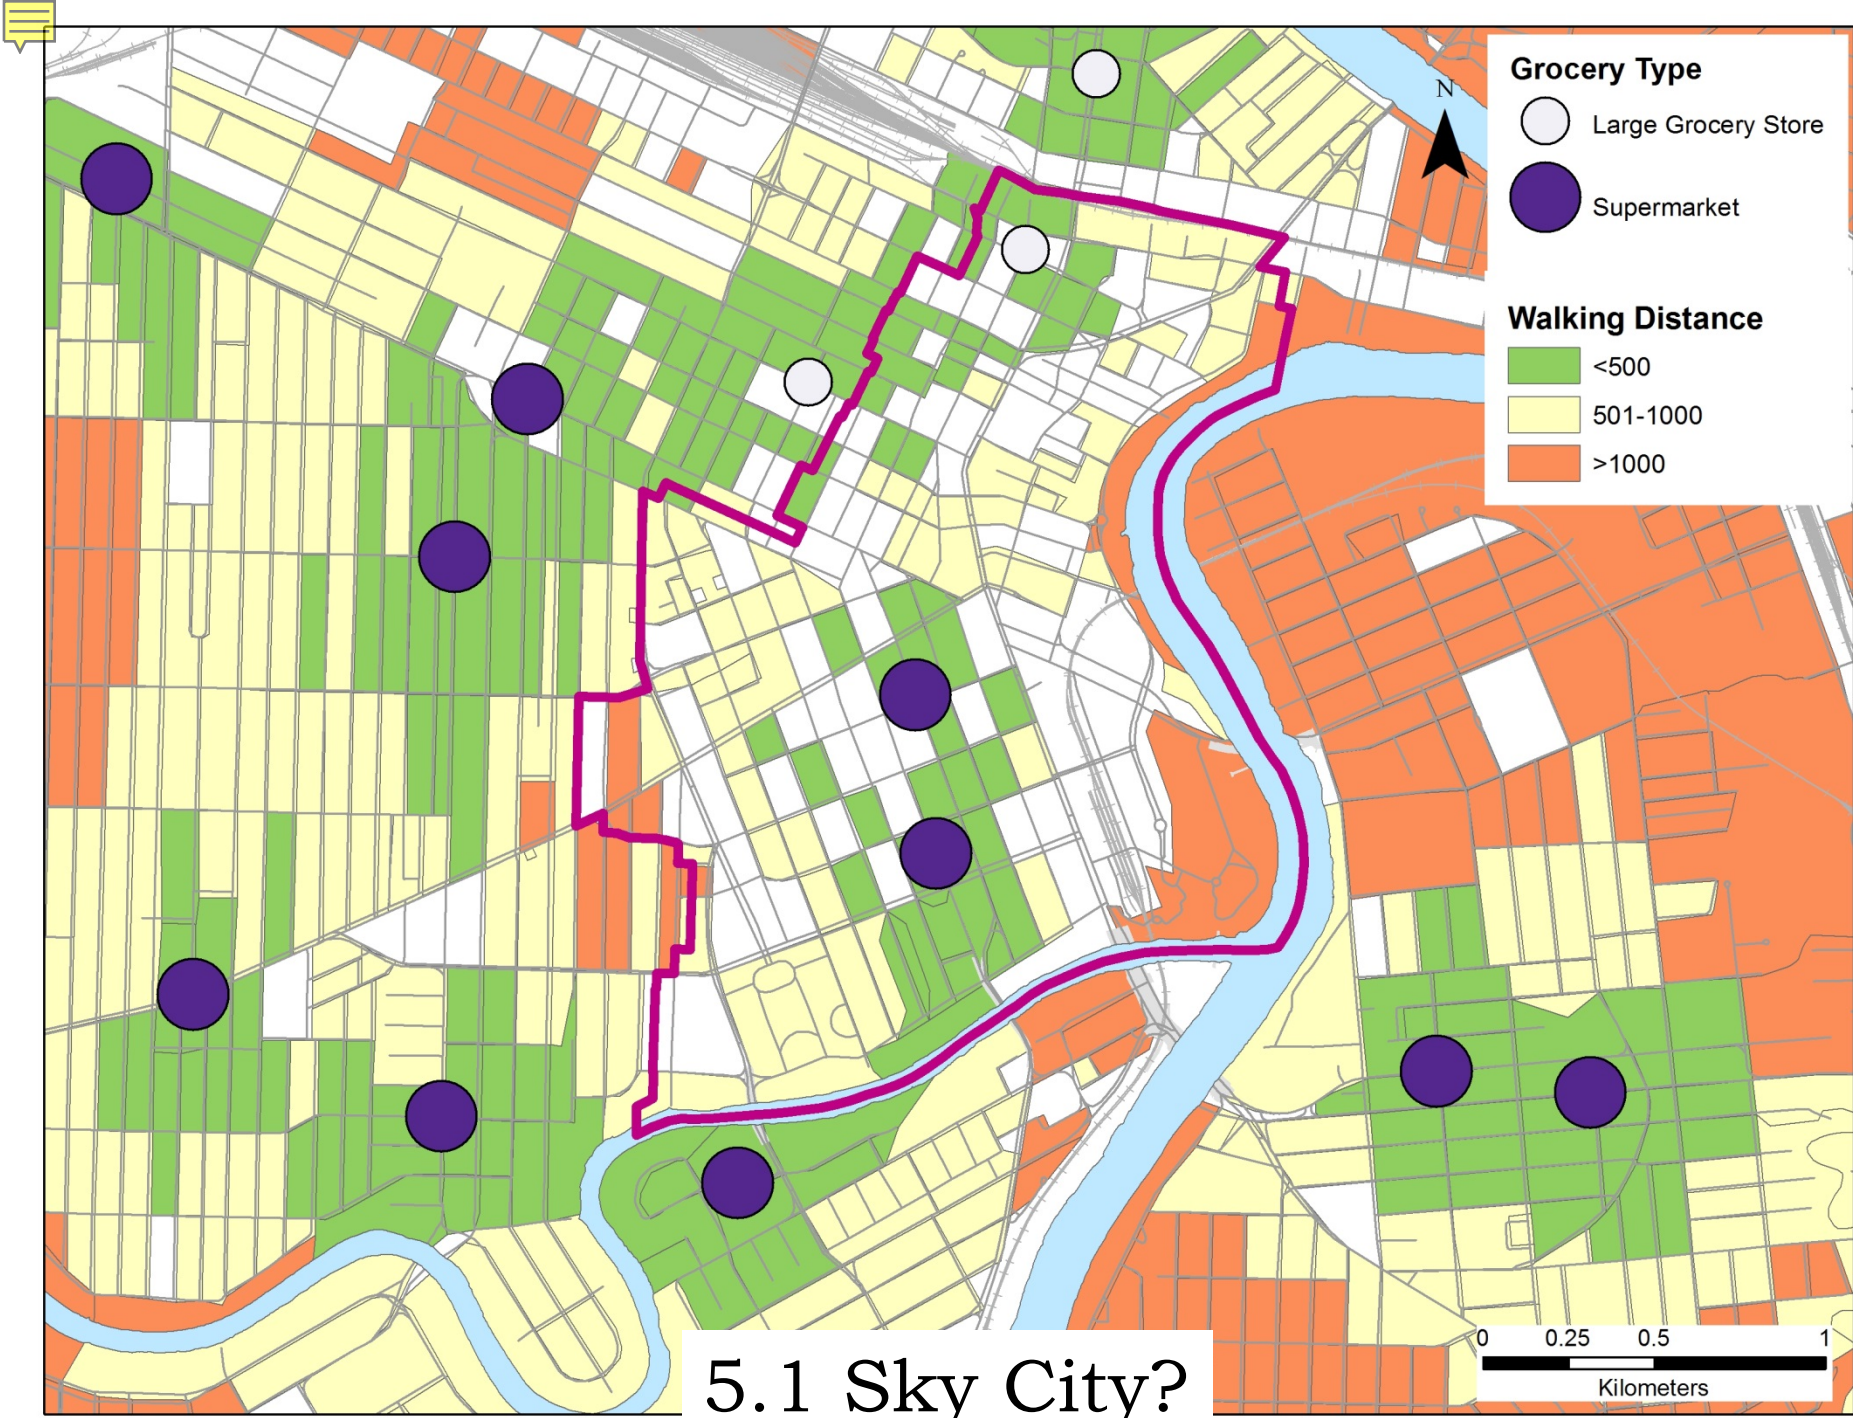 N
Grocery Type
Large Grocery Store
Supermarket
Walking Distance
<500
501-1000
>1000
0 0.25 0.5 1
Kilometers
5.1 Sky City?